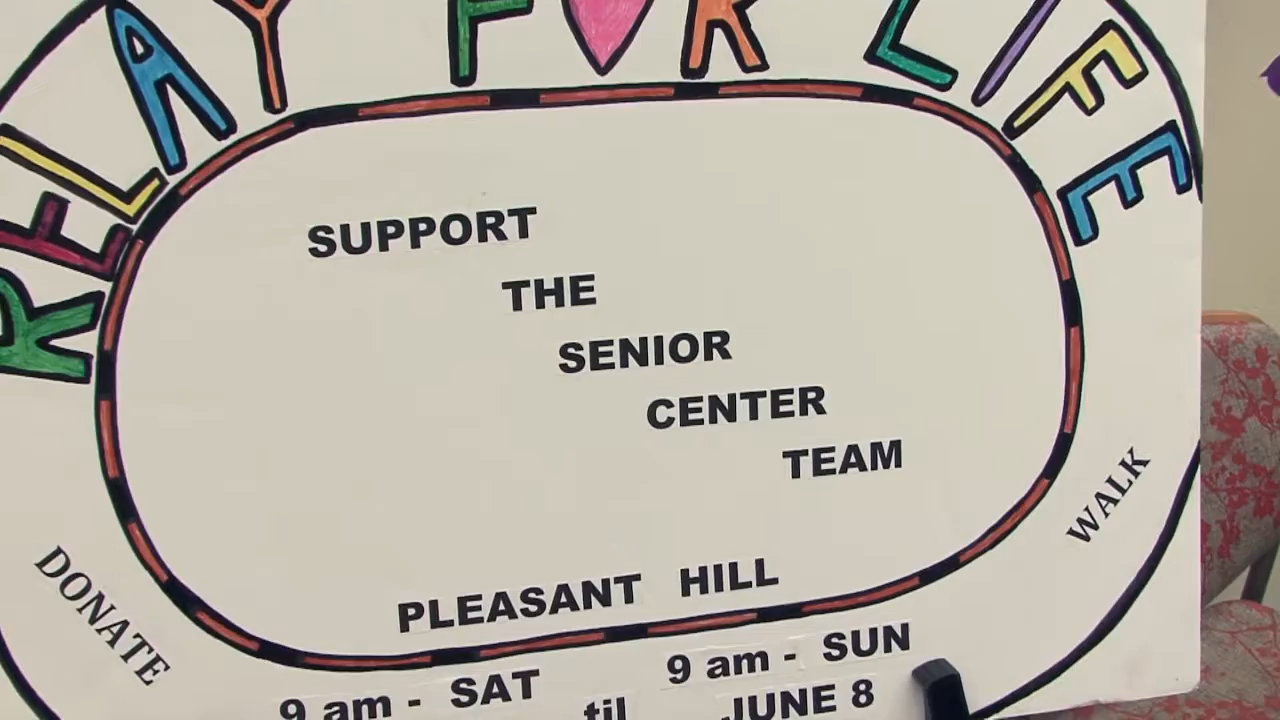 RELAY FOR LIFE
SUPPORT
THE
SENIOR
CENTER
TEAM
PLEASANT HILL
DONATE
WALK
9 am - SAT
til
9 am - SUN
JUNE 8